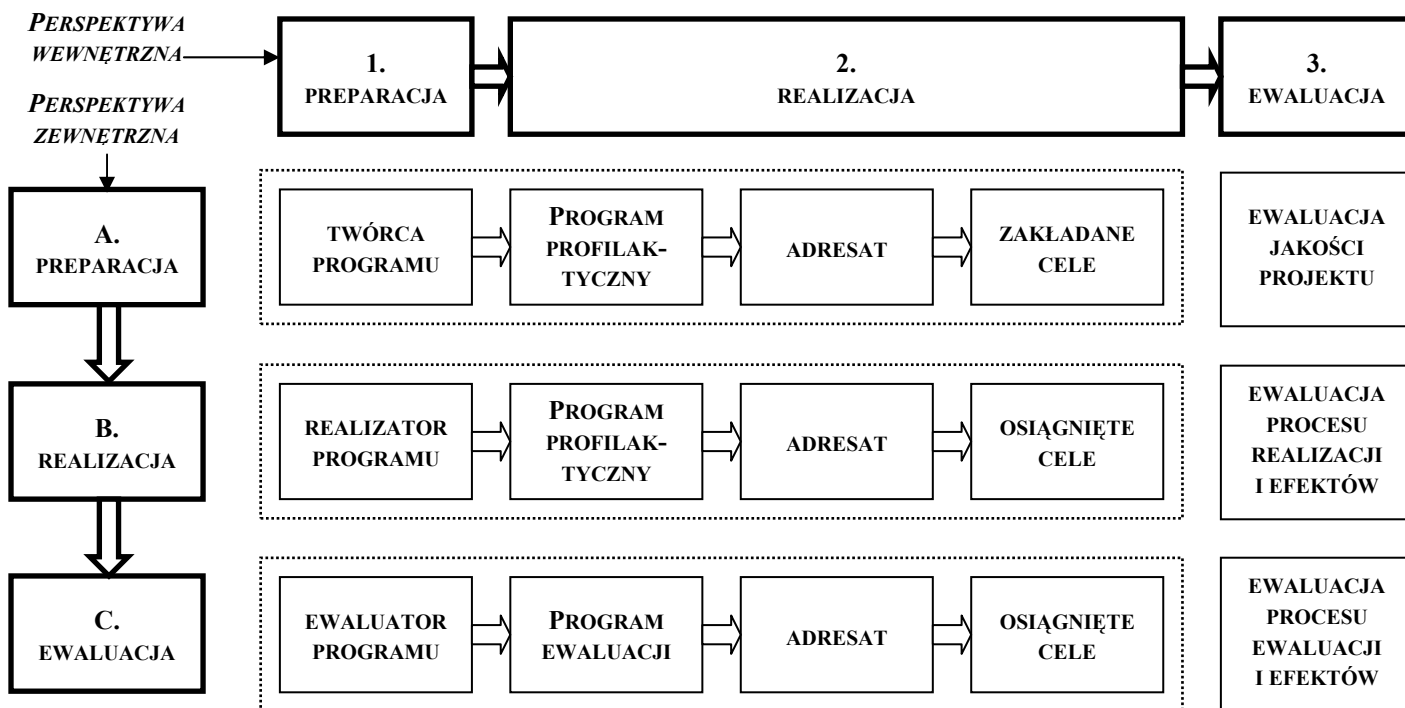 PERSPEKTYWA
WEWNĘTRZNA
1.
PREPARACJA
2.
REALIZACJA
3.
EWALUACJA
PERSPEKTYWA
ZEWNĘTRZNA
A.
PREPARACJA
TWÓRCA
PROGRAMU
PROGRAM
PROFILAK-
TYCZNY
ADRESAT
ZAKŁADANE
CELE
EWALUACJA
JAKOŚCI
PROJEKTU
B.
REALIZACJA
REALIZATOR
PROGRAMU
PROGRAM
PROFILAK-
TYCZNY
ADRESAT
OSIĄGNIĘTE
CELE
EWALUACJA
PROCESU
REALIZACJI
I EFEKTÓW
C.
EWALUACJA
EWALUATOR
PROGRAMU
PROGRAM
EWALUACJI
ADRESAT
OSIĄGNIĘTE
CELE
EWALUACJA
PROCESU
EWALUACJI
I EFEKTÓW